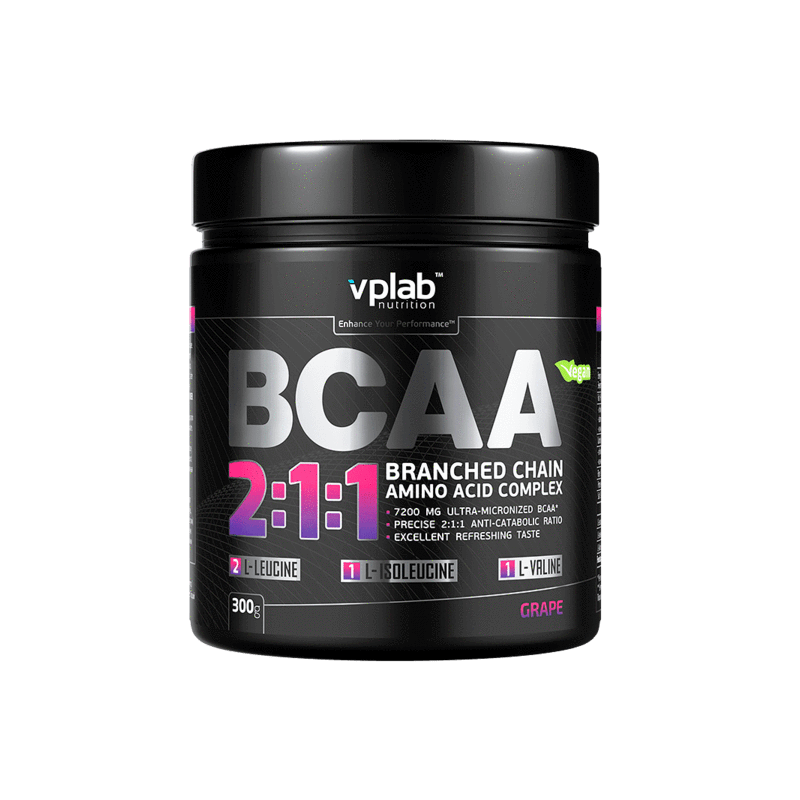 vplab™
nutrition
Enhance Your Performance™
BCAA
Vegan
2:1:1
BRANCHED CHAIN
AMINO ACID COMPLEX
• 7200 MG ULTRA-MICRONIZED BCAA*
• PRECISE 2:1:1 ANTI-CATABOLIC RATIO
• EXCELLENT REFRESHING TASTE
2 L-LEUCINE
1 L-ISOLEUCINE
1 L-VALINE
300g
GRAPE